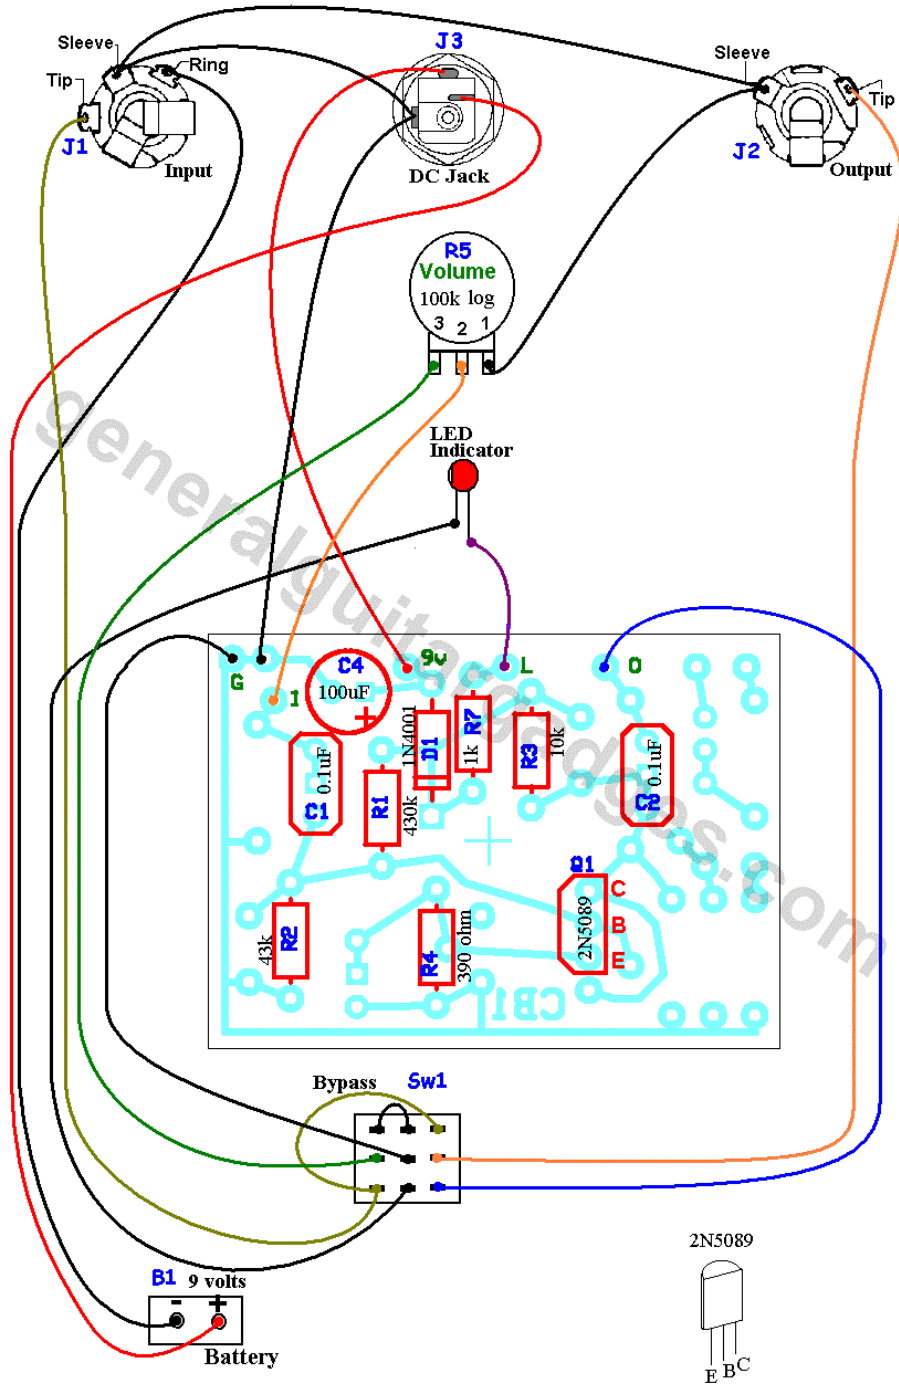 J3
Sleeve
Ring
Tip
J1
Input
DC Jack
Sleeve
Tip
J2
Output
R5
Volume
100k log
3 2 1
LED
Indicator
generalguitargadgets.com
G
I
C4
100uF
+
9v
L
O
1N4001
D1
R7
1k
R3
10k
0.1uF
C1
R1
430k
0.1uF
C2
Q1
2N5089
C
B
E
43k
R2
R4
390 ohm
CB1
Bypass
Sw1
B1 9 volts
- +
Battery
2N5089
E B C